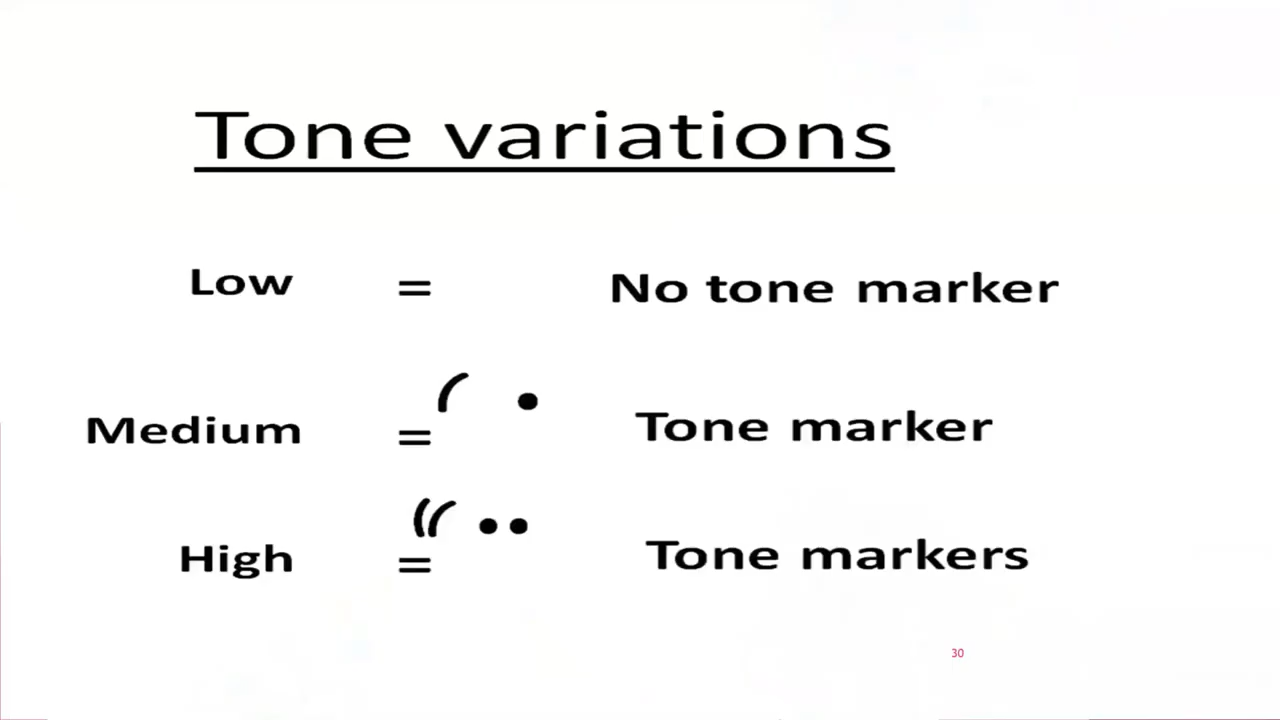 Tone variations
Low = No tone marker
Medium = Tone marker
High = Tone markers
30